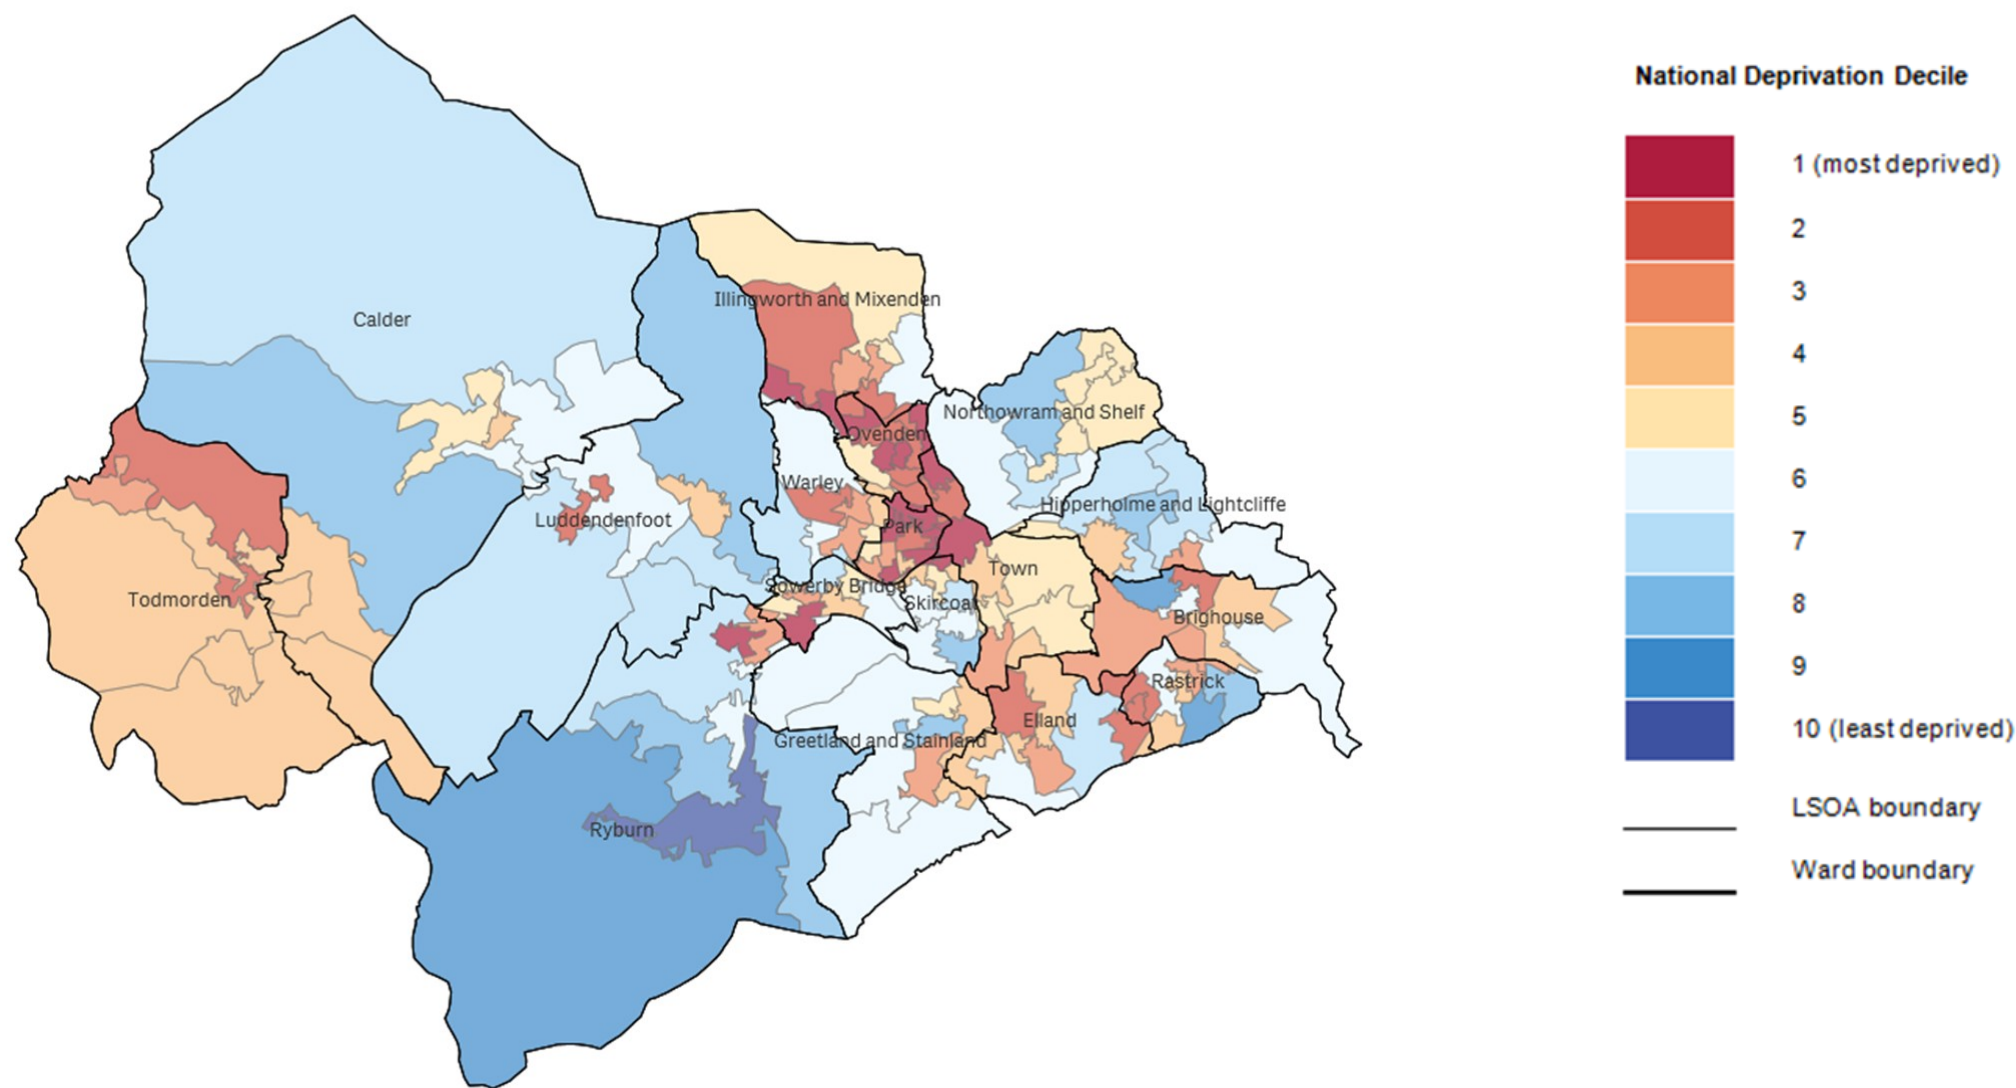 National Deprivation Decile
1 (most deprived)
2
3
4
5
6
7
8
9
10 (least deprived)
LSOA boundary
Ward boundary
Illingworth and Mixenden
Calder
Northowram and Shelf
Ovenden
Warley
Hipperholme and Lightcliffe
Luddendenfoot
Park
Town
Sowerby Bridge
Todmorden
Skircoat
Brighouse
Rastrick
Elland
Greetland and Stainland
Ryburn